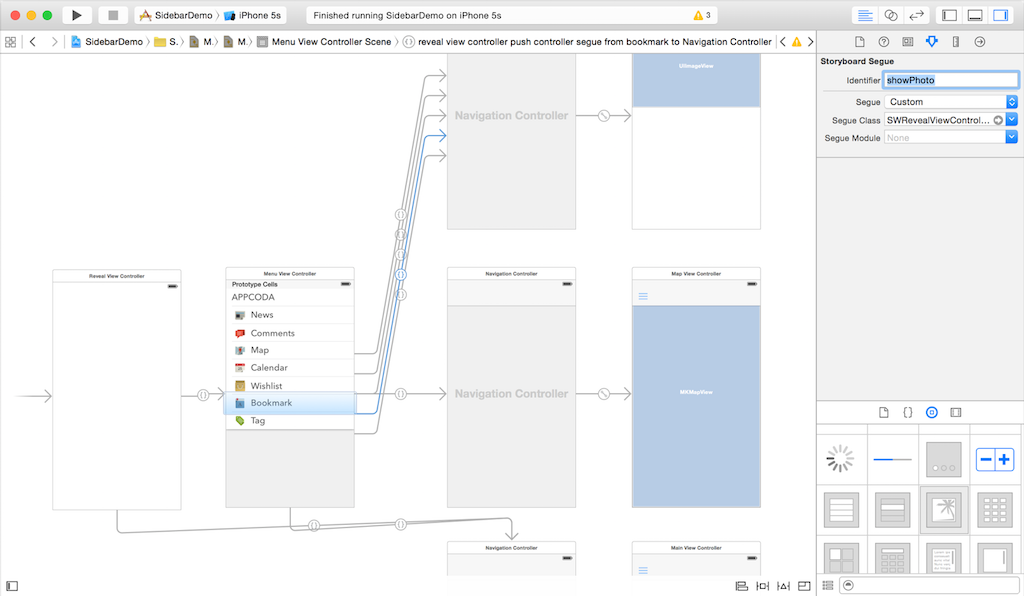 SidebarDemo iPhone 5s Finished running SidebarDemo on iPhone 5s 3
SidebarDemo S... M... M... Menu View Controller Scene reveal view controller push controller segue from bookmark to Navigation Controller
Storyboard Segue
Identifier showPhoto
Segue Custom
Segue Class SWRevealViewControl...
Segue Module None
UIImageView
Navigation Controller
Reveal View Controller
Menu View Controller
Navigation Controller
Map View Controller
Prototype Cells
APPCODA
News
Comments
Map
Calendar
Wishlist
Bookmark
Tag
Navigation Controller
MKMapView
Navigation Controller
Main View Controller